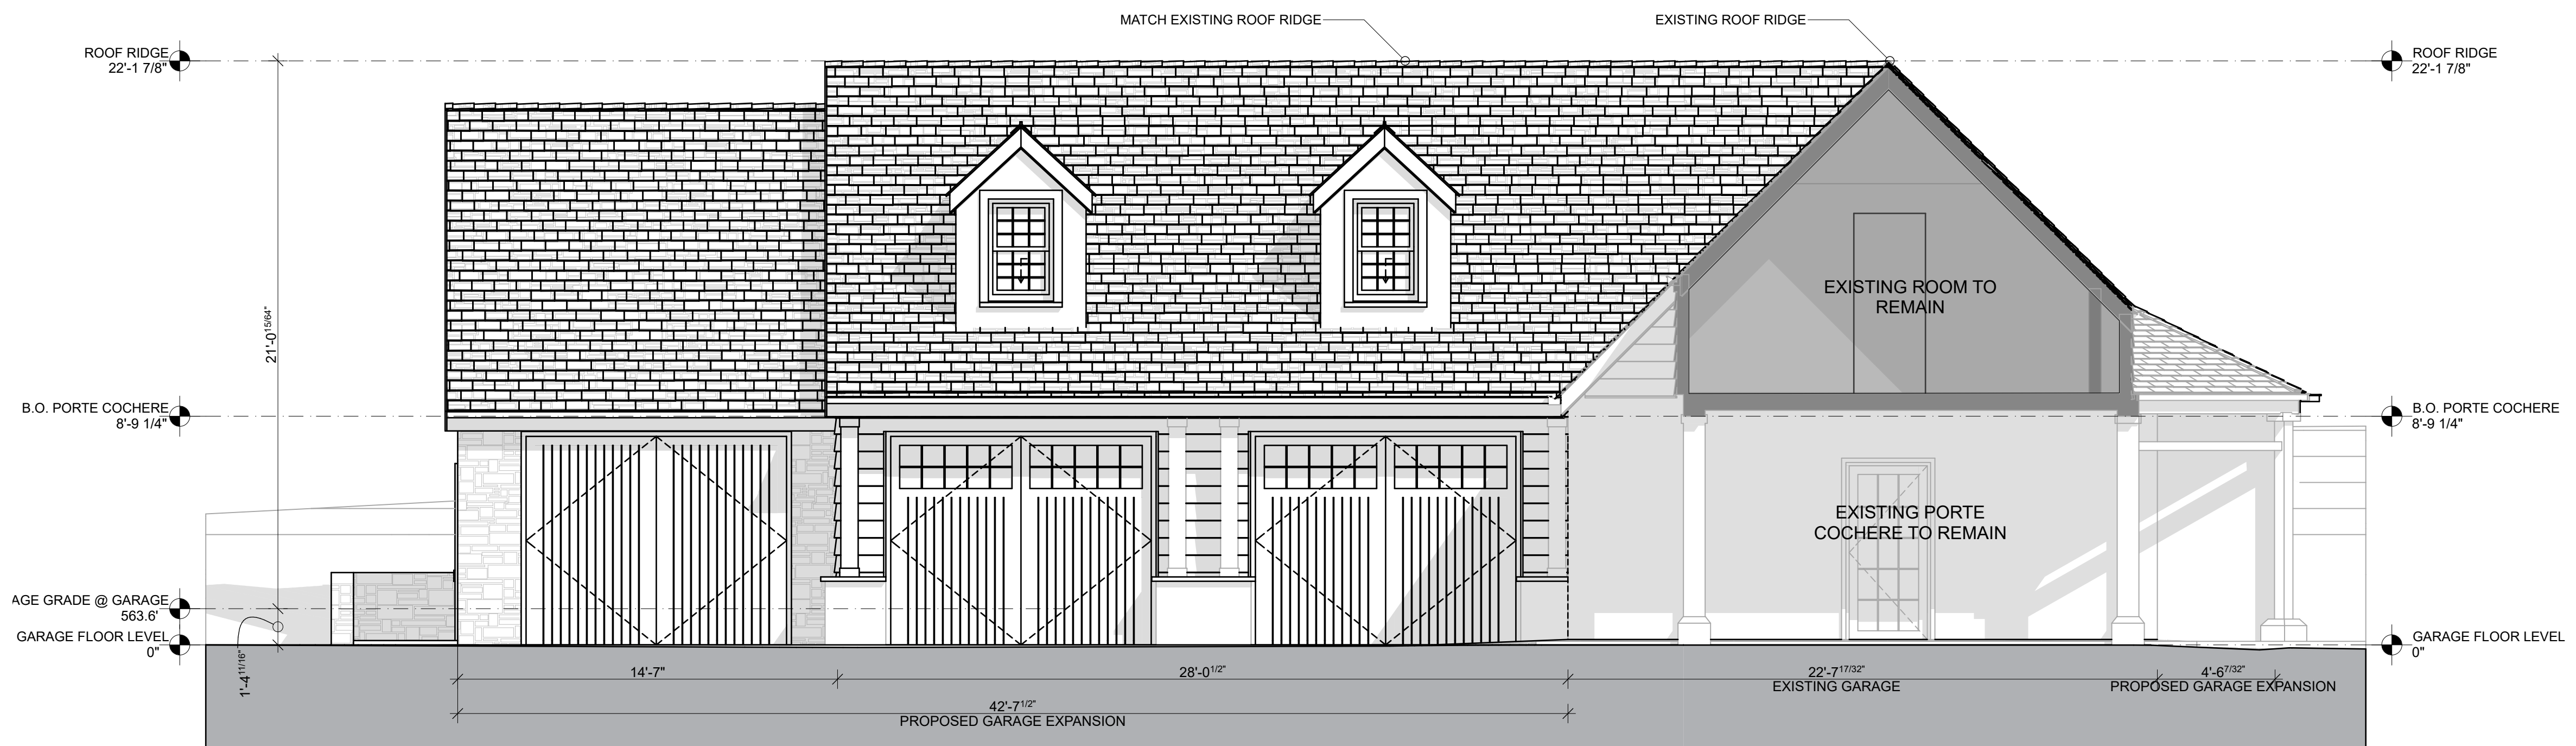 MATCH EXISTING ROOF RIDGE
EXISTING ROOF RIDGE
ROOF RIDGE
22'-1 7/8"
ROOF RIDGE
22'-1 7/8"
21'-0 15/64"
EXISTING ROOM TO
REMAIN
B.O. PORTE COCHERE
8'-9 1/4"
B.O. PORTE COCHERE
8'-9 1/4"
EXISTING PORTE
COCHERE TO REMAIN
AGE GRADE @ GARAGE
563.6'
GARAGE FLOOR LEVEL
0"
GARAGE FLOOR LEVEL
0"
1'-4 11/16"
14'-7"
28'-0 1/2"
22'-7 17/32"
EXISTING GARAGE
4'-6 7/32"
PROPOSED GARAGE EXPANSION
42'-7 1/2"
PROPOSED GARAGE EXPANSION